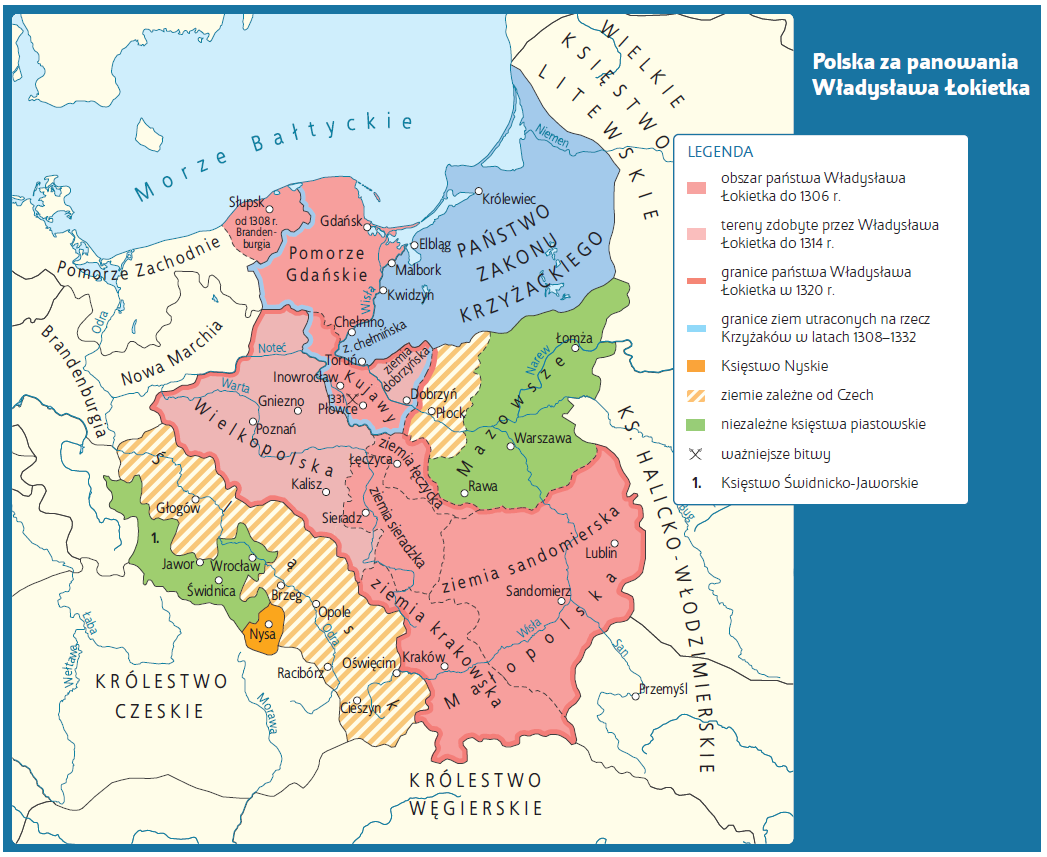 Polska za panowania
Władysława Łokietka
LEGENDA
obszar państwa Władysława
Łokietka do 1306 r.
tereny zdobyte przez Władysława
Łokietka do 1314 r.
granice państwa Władysława
Łokietka w 1320 r.
granice ziem utraconych na rzecz
Krzyżaków w latach 1308–1332
Księstwo Nyskie
ziemie zależne od Czech
niezależne księstwa piastowskie
ważniejsze bitwy
1. Księstwo Świdnicko-Jaworskie
WIELKIE
KSIĘSTWO
LITEWSKIE
Morze Bałtyckie
Niemen
Królewiec
Słupsk
od 1308 r.
Branden-
burgia
Gdańsk
Elbląg
PAŃSTWO
ZAKONU
KRZYŻACKIEGO
Pomorze
Gdańskie
Malbork
Kwidzyn
Wisła
Pomorze Zachodnie
Odra
Brandenburgia
Nowa Marchia
Chełmno
z. chełmińska
Toruń
ziemia
dobrzyńska
Noteć
Inowrocław
Kujawy
1331
Płowce
Dobrzyń
Płock
Łomża
Narew
Mazowsze
Warszawa
Rawa
Warta
Gniezno
Poznań
Wielkopolska
Kalisz
Łęczyca
ziemia łęczycka
Sieradz
ziemia sieradzka
KS. HALICKO-WŁODZIMIERSKIE
Bug
Śląsk
Głogów
1.
Jawor
Wrocław
Świdnica
Brzeg
Nysa
Opole
Odra
Racibórz
Oświęcim
Cieszyn
ziemia sandomierska
Lublin
Sandomierz
ziemia krakowska
Kraków
Wisła
Małopolska
San
Przemyśl
Łaba
Wełtawa
Morawa
KRÓLESTWO
CZESKIE
KRÓLESTWO
WĘGIERSKIE